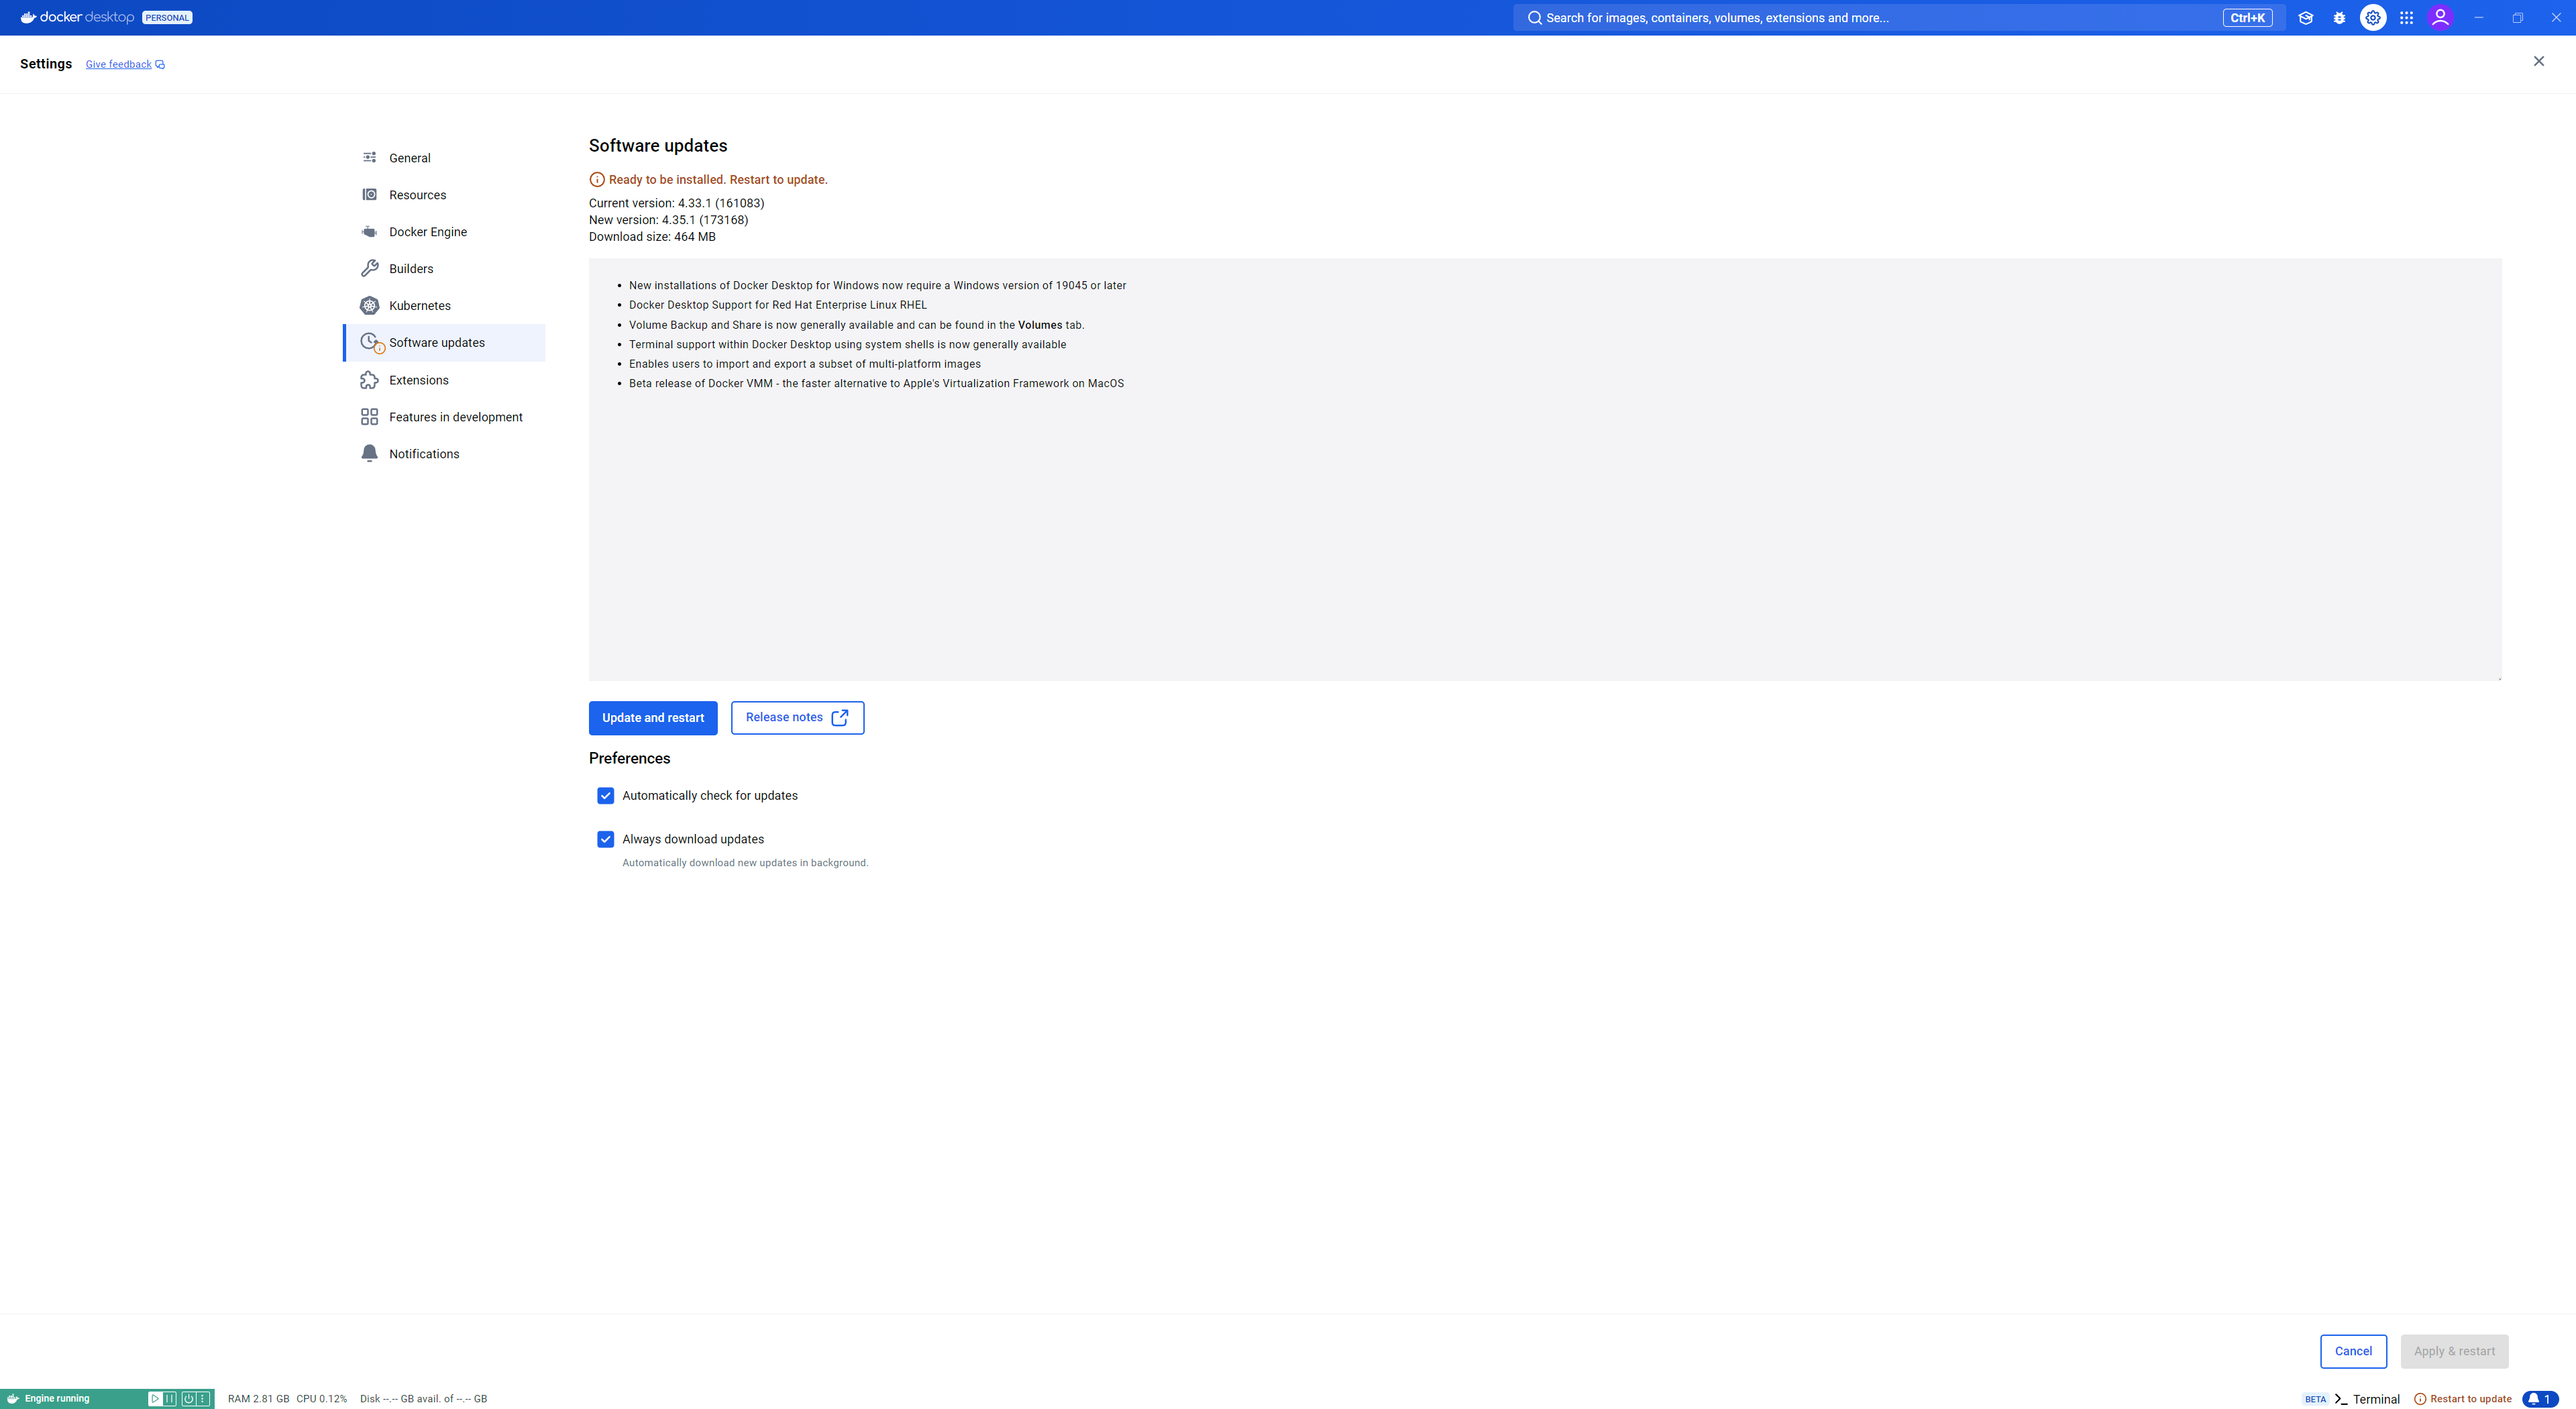 docker desktop PERSONAL
Search for images, containers, volumes, extensions and more... Ctrl+K
Settings Give feedback
General
Resources
Docker Engine
Builders
Kubernetes
Software updates
Extensions
Features in development
Notifications
Software updates
Ready to be installed. Restart to update.
Current version: 4.33.1 (161083)
New version: 4.35.1 (173168)
Download size: 464 MB
• New installations of Docker Desktop for Windows now require a Windows version of 19045 or later
• Docker Desktop Support for Red Hat Enterprise Linux RHEL
• Volume Backup and Share is now generally available and can be found in the Volumes tab.
• Terminal support within Docker Desktop using system shells is now generally available
• Enables users to import and export a subset of multi-platform images
• Beta release of Docker VMM - the faster alternative to Apple's Virtualization Framework on MacOS
Update and restart Release notes
Preferences
Automatically check for updates
Always download updates
Automatically download new updates in background.
Cancel Apply & restart
Engine running RAM 2.81 GB CPU 0.12% Disk --.-- GB avail. of --.-- GB BETA >_ Terminal Restart to update 1